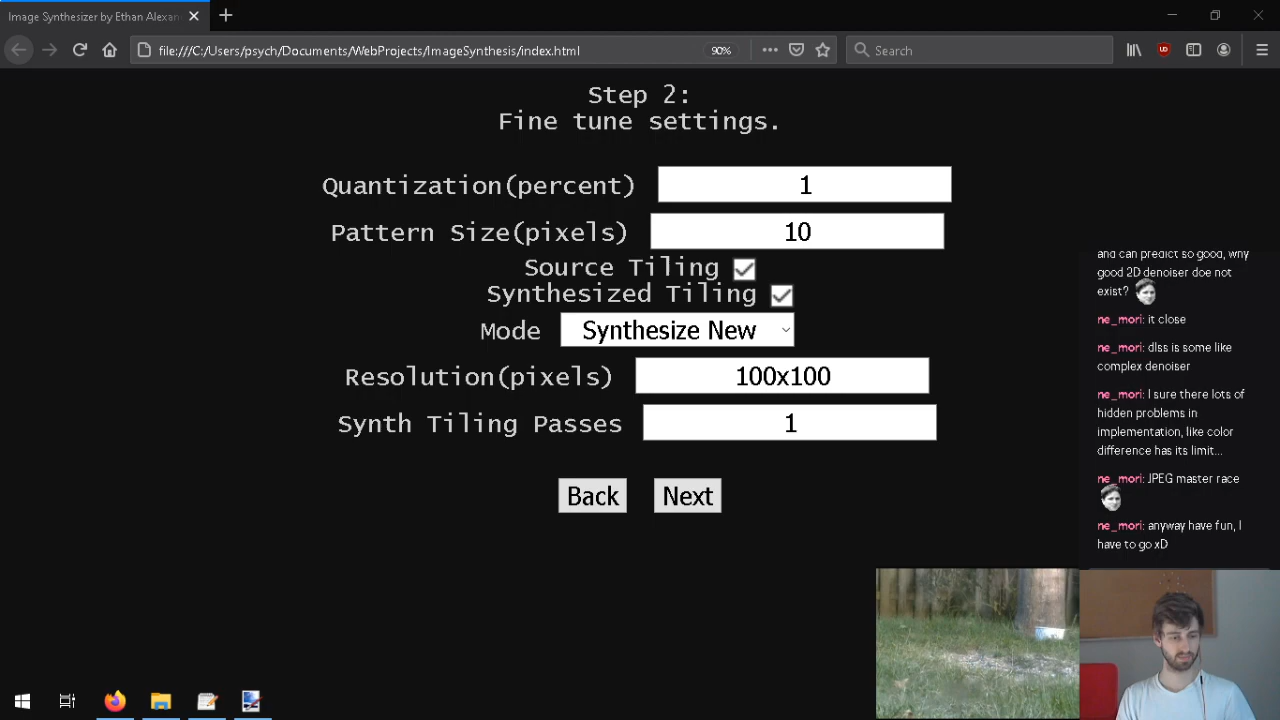 Image Synthesizer by Ethan Alexan
file:///C:/Users/psych/Documents/WebProjects/ImageSynthesis/index.html
90%
Search
Step 2:
Fine tune settings.
Quantization(percent) 1
Pattern Size(pixels) 10
Source Tiling
Synthesized Tiling
Mode Synthesize New
Resolution(pixels) 100x100
Synth Tiling Passes 1
Back Next
and can predict so good, why
good 2D denoiser doe not
exist?
ne_mori: it close
ne_mori: dlss is some like
complex denoiser
ne_mori: I sure there lots of
hidden problems in
implementation, like color
difference has its limit...
ne_mori: JPEG master race
ne_mori: anyway have fun, I
have to go xD